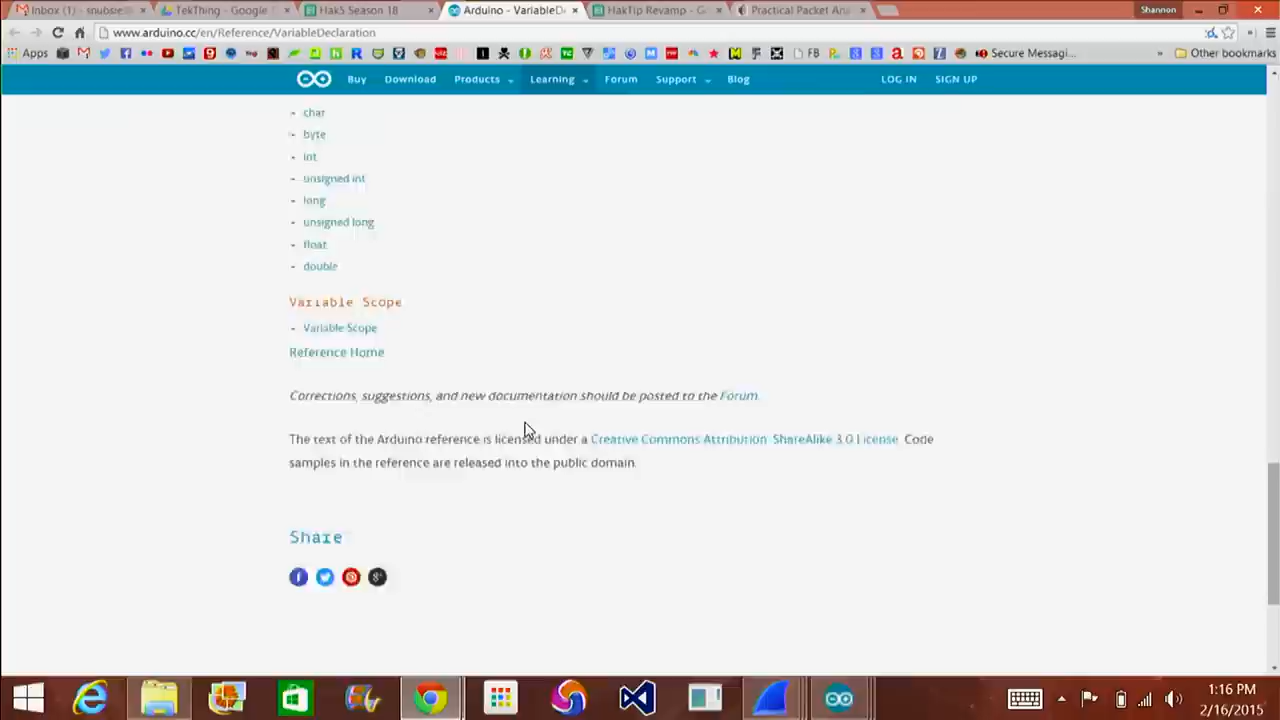 Inbox (1) - snubsie
TekThing - Google
Hak5 Season 18
Arduino - VariableD
HakTip Revamp - G
Practical Packet Ana
Shannon
www.arduino.cc/en/Reference/VariableDeclaration
Apps
FB
Secure Messagi...
Other bookmarks
Buy
Download
Products
Learning
Forum
Support
Blog
LOG IN
SIGN UP
- char
- byte
- int
- unsigned int
- long
- unsigned long
- float
- double
Variable Scope
- Variable Scope
Reference Home
Corrections, suggestions, and new documentation should be posted to the Forum.
The text of the Arduino reference is licensed under a Creative Commons Attribution ShareAlike 3.0 License. Code
samples in the reference are released into the public domain.
Share
1:16 PM
2/16/2015